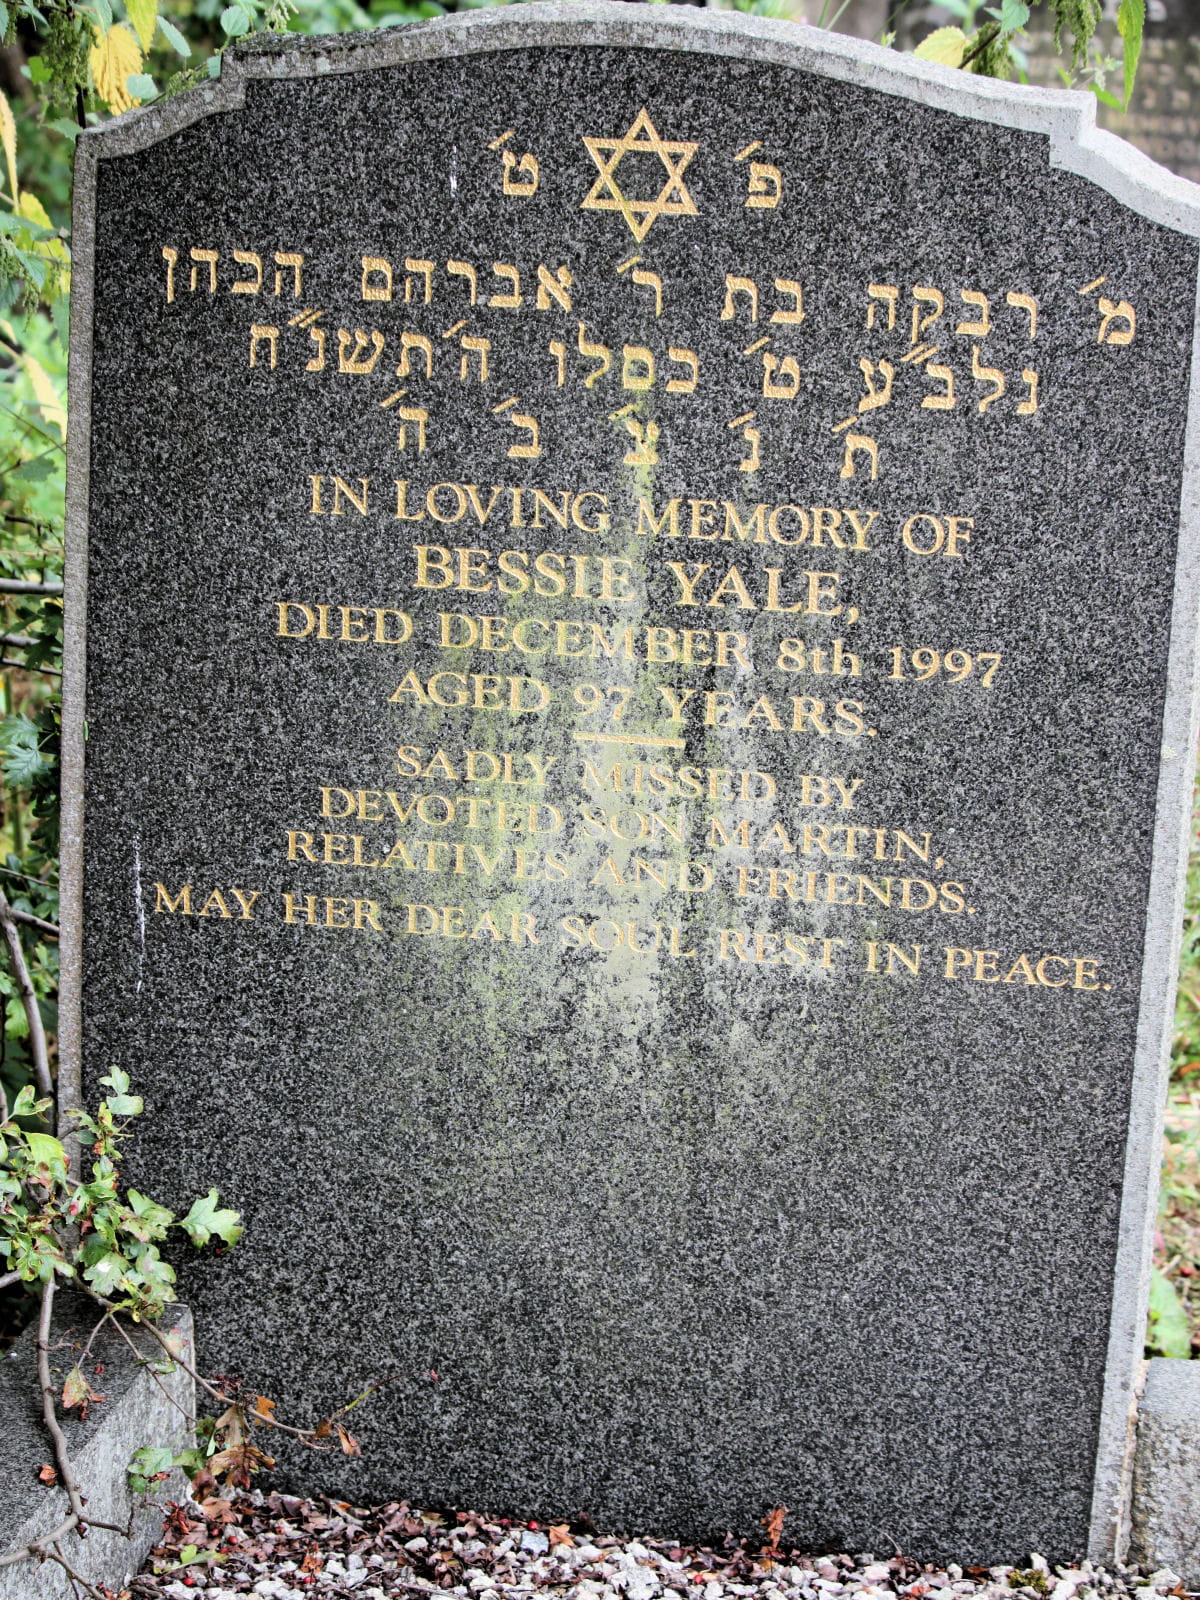 פ׳ ט׳
מ׳ רבקה בת ר׳ אברהם הכהן
נלב״ע ט׳ כסלו ה׳תשנ״ח
ת׳ נ׳ צ׳ ב׳ ה׳
IN LOVING MEMORY OF
BESSIE YALE,
DIED DECEMBER 8th 1997
AGED 97 YEARS.
SADLY MISSED BY
DEVOTED SON MARTIN,
RELATIVES AND FRIENDS.
MAY HER DEAR SOUL REST IN PEACE.